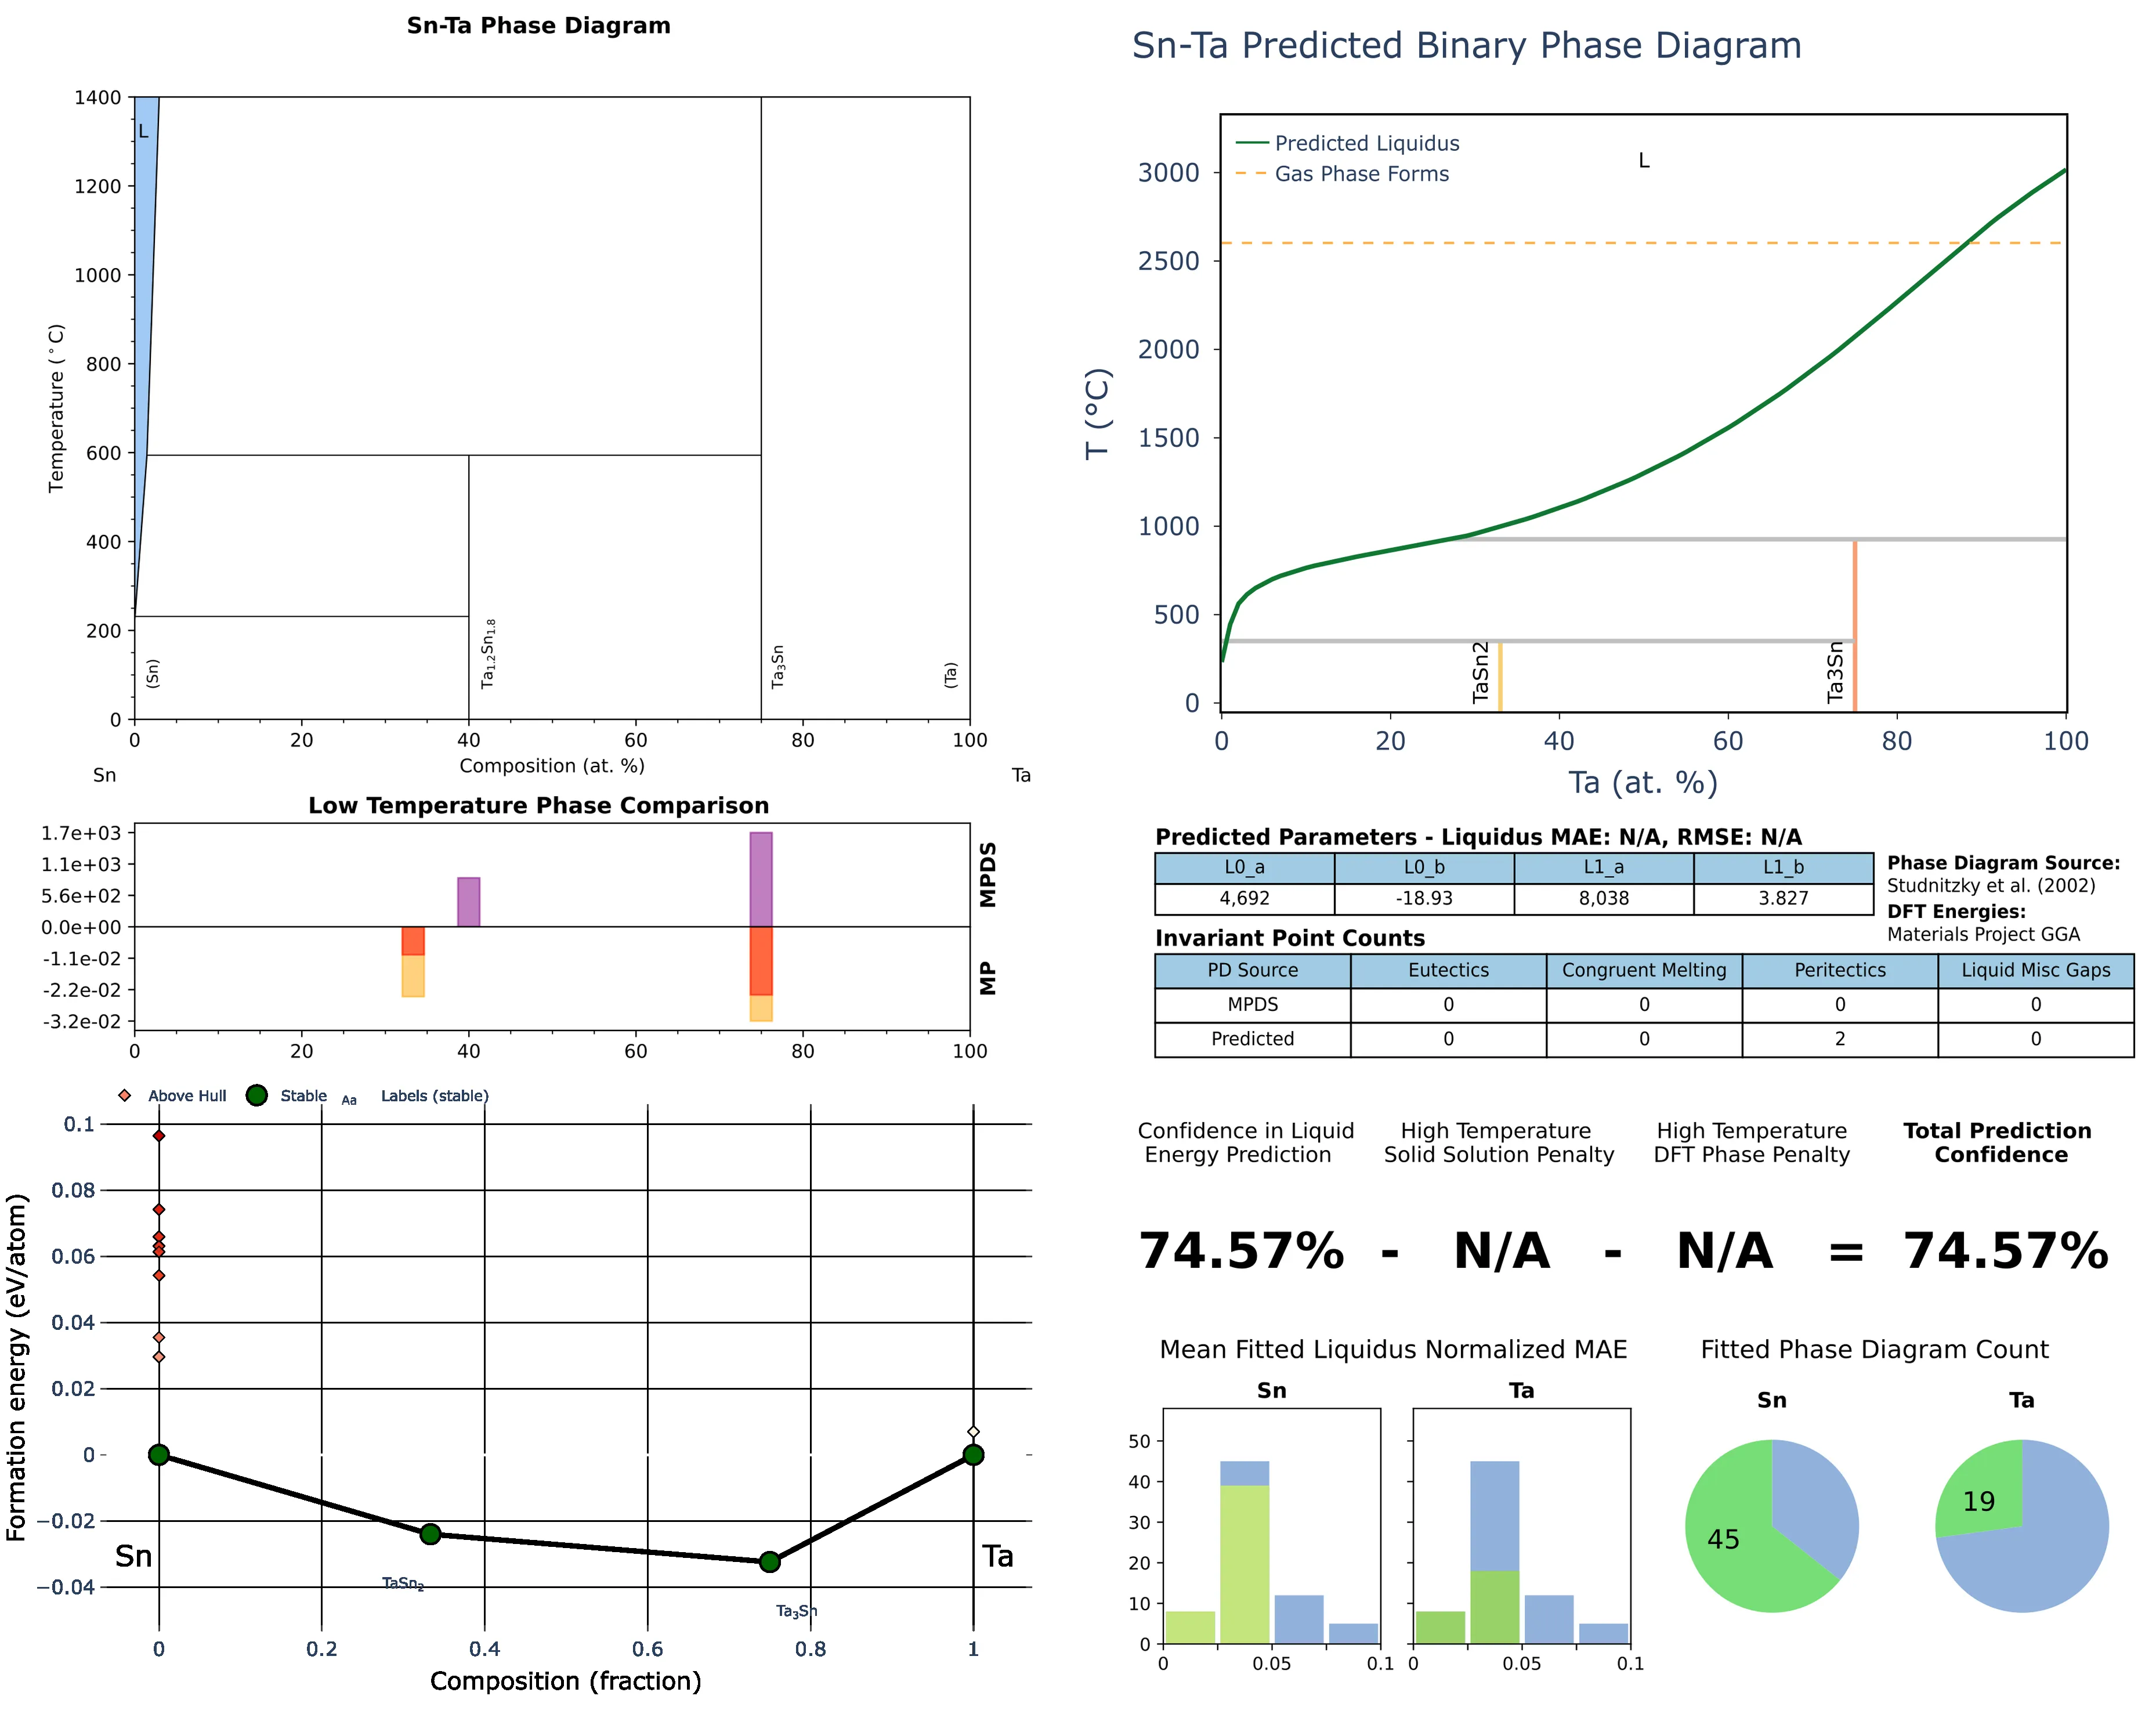 Sn-Ta Phase Diagram
1400
1200
1000
800
600
400
200
0
Temperature (°C)
L
(Sn)
Ta1.2Sn1.8
Ta3Sn
(Ta)
0 20 40 60 80 100
Composition (at. %)
Sn Ta
Low Temperature Phase Comparison
1.7e+03
1.1e+03
5.6e+02
0.0e+00
-1.1e-02
-2.2e-02
-3.2e-02
MPDS
MP
0 20 40 60 80 100
Above Hull Stable Aa Labels (stable)
0.1
0.08
0.06
0.04
0.02
0
−0.02
−0.04
Formation energy (eV/atom)
Sn Ta
TaSn2
Ta3Sn
0 0.2 0.4 0.6 0.8 1
Composition (fraction)
Sn-Ta Predicted Binary Phase Diagram
Predicted Liquidus
Gas Phase Forms
L
3000
2500
2000
1500
1000
500
0
T (°C)
TaSn2
Ta3Sn
0 20 40 60 80 100
Ta (at. %)
Predicted Parameters - Liquidus MAE: N/A, RMSE: N/A
L0_a L0_b L1_a L1_b
4,692 -18.93 8,038 3.827
Phase Diagram Source:
Studnitzky et al. (2002)
DFT Energies:
Materials Project GGA
Invariant Point Counts
PD Source Eutectics Congruent Melting Peritectics Liquid Misc Gaps
MPDS 0 0 0 0
Predicted 0 0 2 0
Confidence in Liquid
Energy Prediction
High Temperature
Solid Solution Penalty
High Temperature
DFT Phase Penalty
Total Prediction
Confidence
74.57% - N/A - N/A = 74.57%
Mean Fitted Liquidus Normalized MAE
Sn Ta
50
40
30
20
10
0
0 0.05 0.1 0 0.05 0.1
Fitted Phase Diagram Count
Sn Ta
45 19